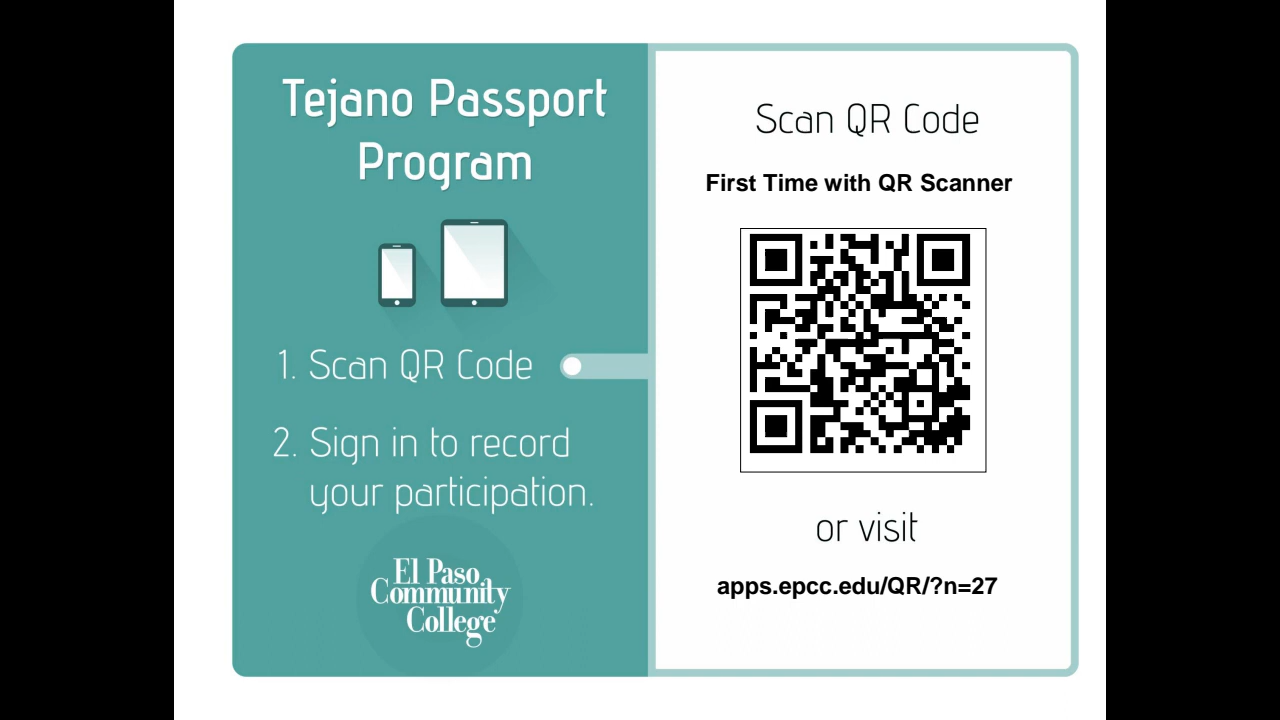 Tejano Passport
Program
1. Scan QR Code
2. Sign in to record
your participation.
El Paso
Community
College
Scan QR Code
First Time with QR Scanner
or visit
apps.epcc.edu/QR/?n=27